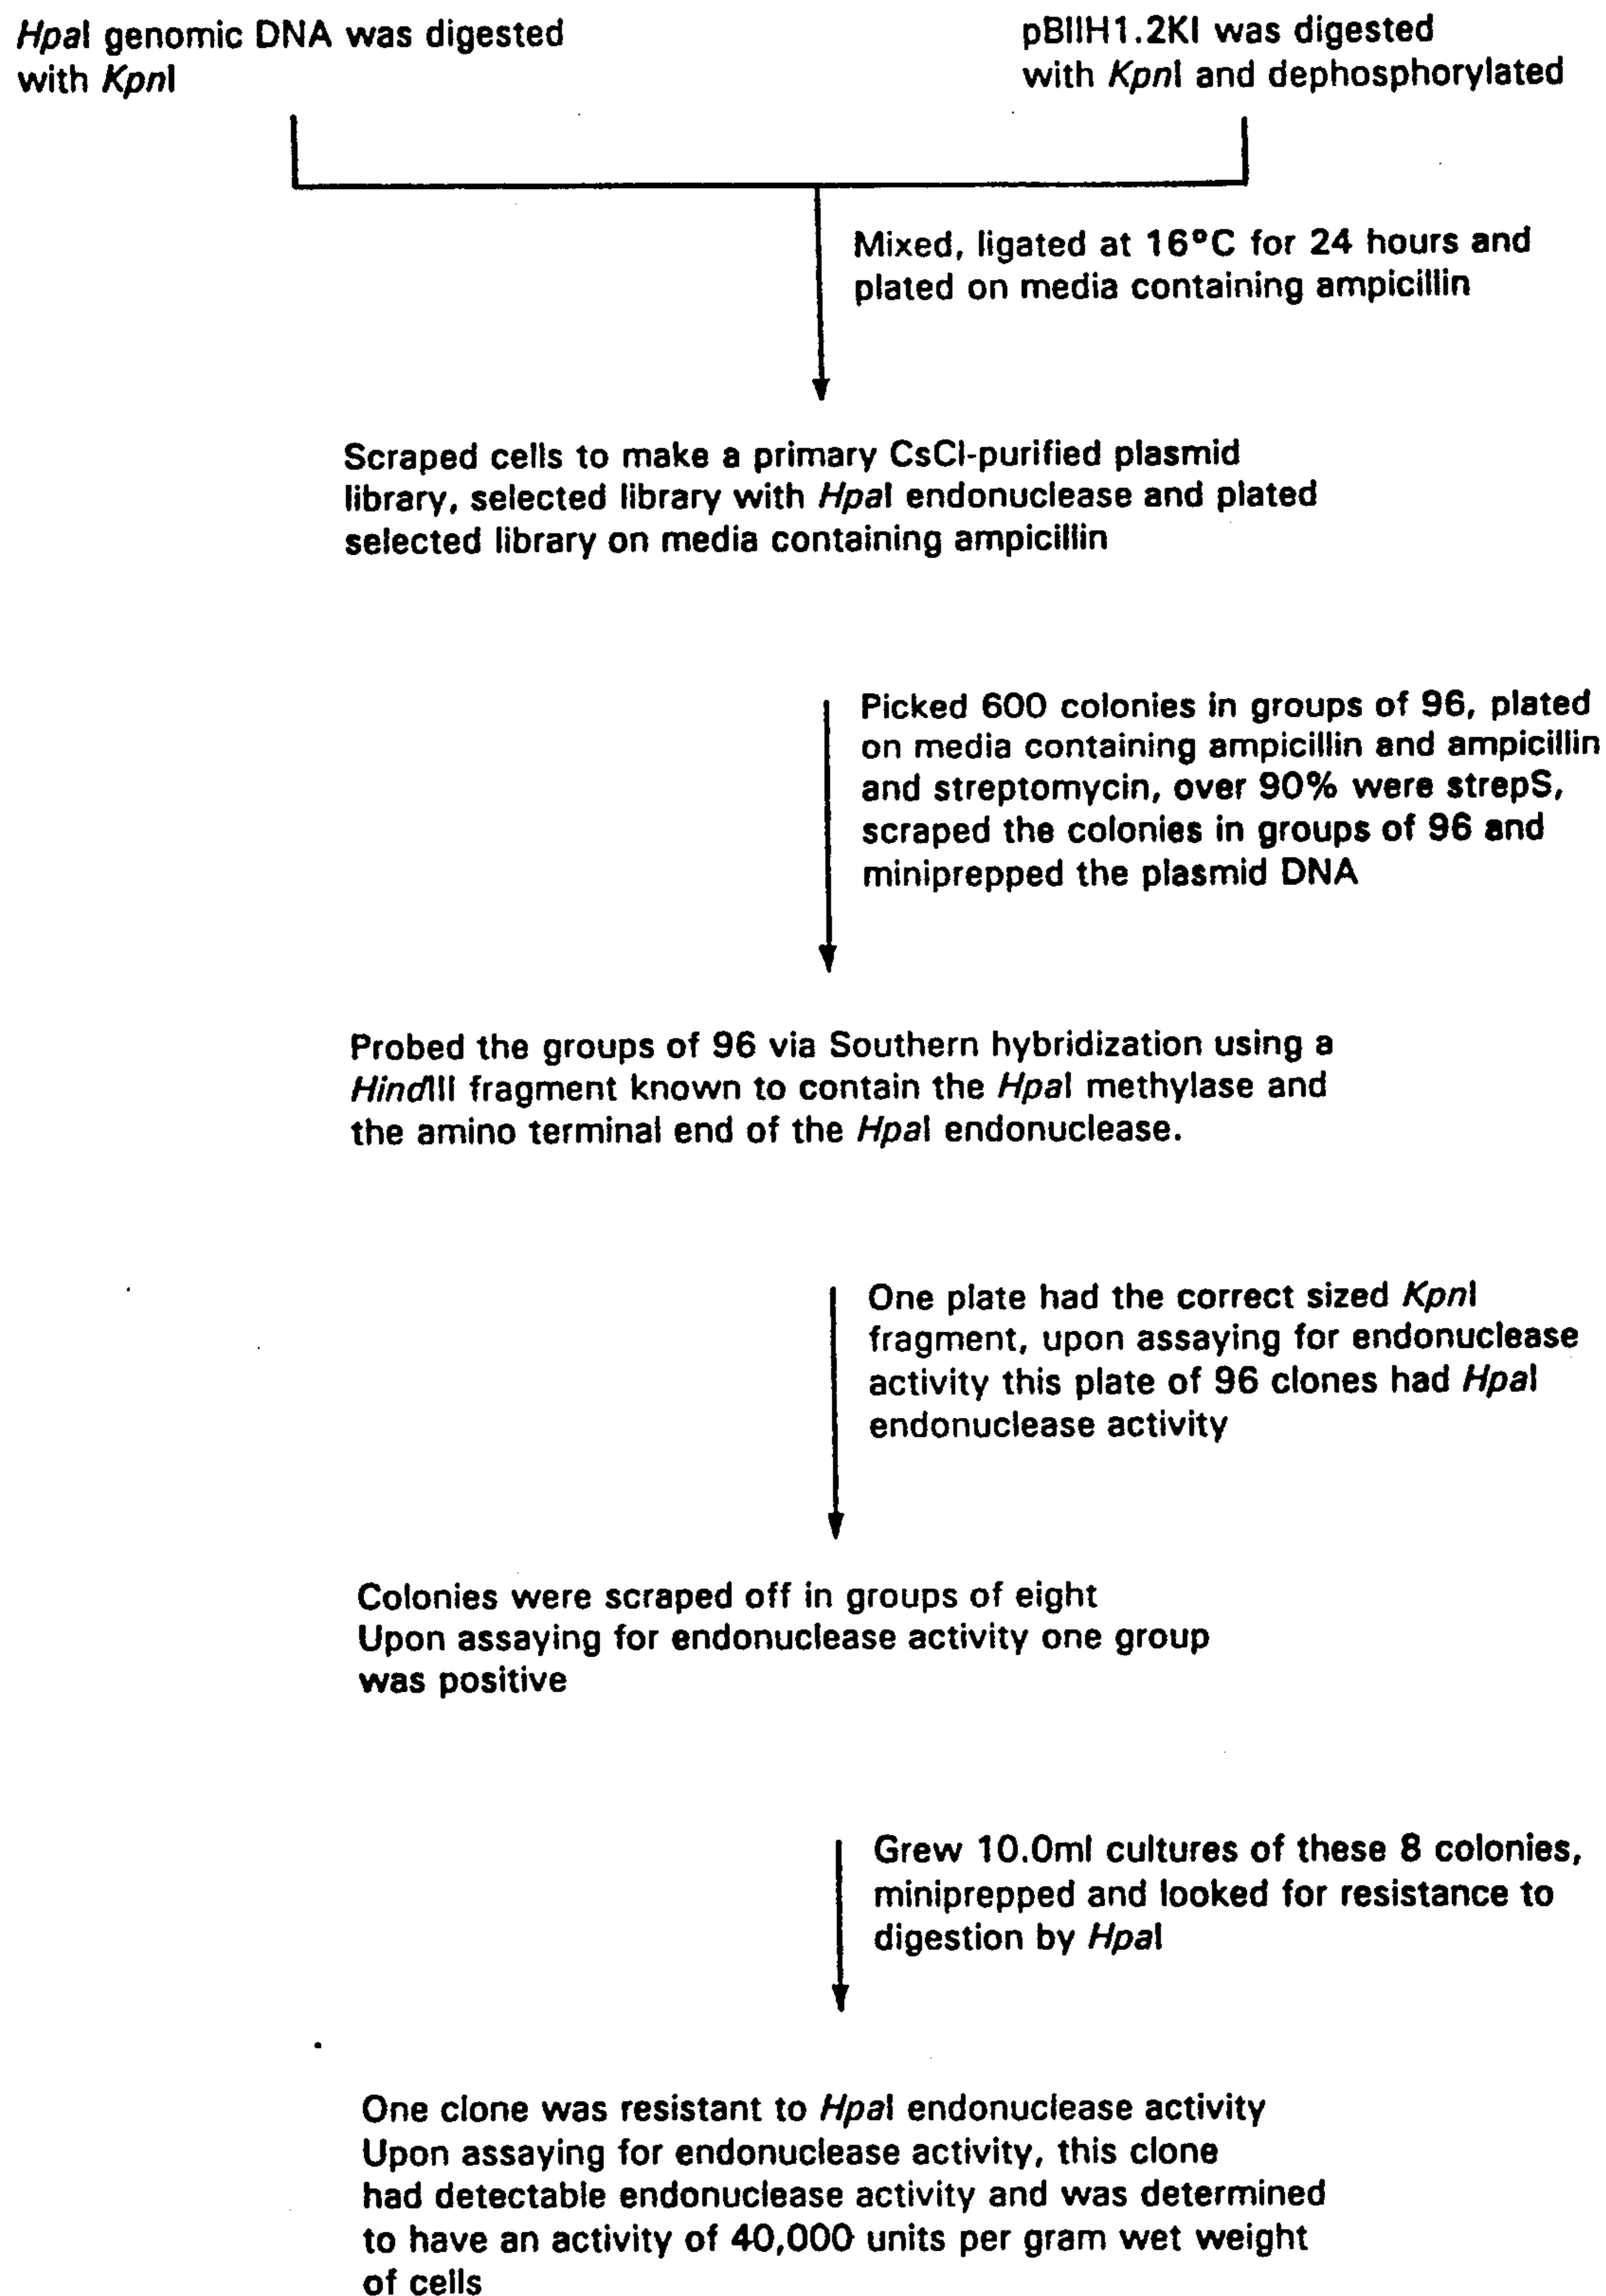 HpaI genomic DNA was digested
with KpnI
pBIIH1.2KI was digested
with KpnI and dephosphorylated
Mixed, ligated at 16°C for 24 hours and
plated on media containing ampicillin
Scraped cells to make a primary CsCl-purified plasmid
library, selected library with HpaI endonuclease and plated
selected library on media containing ampicillin
Picked 600 colonies in groups of 96, plated
on media containing ampicillin and ampicillin
and streptomycin, over 90% were strepS,
scraped the colonies in groups of 96 and
miniprepped the plasmid DNA
Probed the groups of 96 via Southern hybridization using a
HindIII fragment known to contain the HpaI methylase and
the amino terminal end of the HpaI endonuclease.
One plate had the correct sized KpnI
fragment, upon assaying for endonuclease
activity this plate of 96 clones had HpaI
endonuclease activity
Colonies were scraped off in groups of eight
Upon assaying for endonuclease activity one group
was positive
Grew 10.0ml cultures of these 8 colonies,
miniprepped and looked for resistance to
digestion by HpaI
One clone was resistant to HpaI endonuclease activity
Upon assaying for endonuclease activity, this clone
had detectable endonuclease activity and was determined
to have an activity of 40,000 units per gram wet weight
of cells